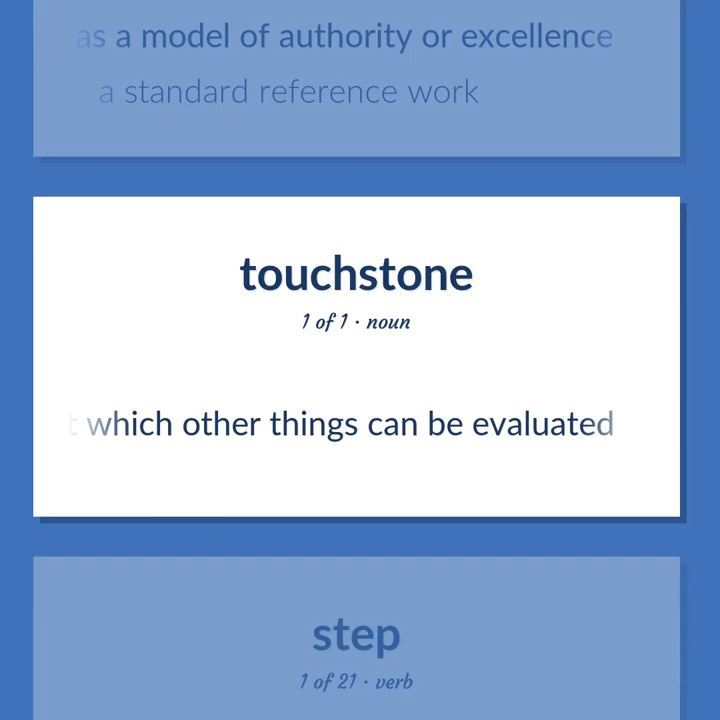 as a model of authority or excellence
a standard reference work
touchstone
1 of 1 · noun
which other things can be evaluated
step
1 of 21 · verb